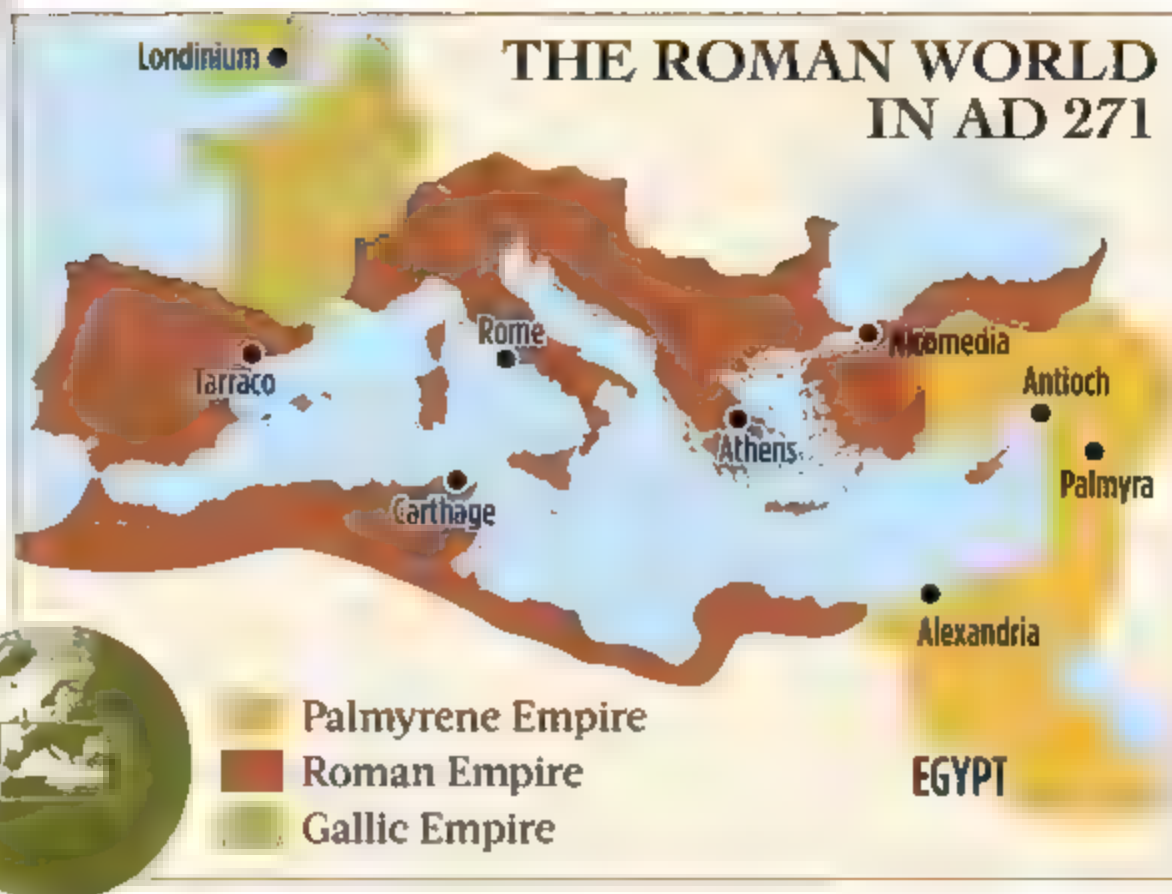 THE ROMAN WORLD
IN AD 271
Londinium
Rome
Tarraco
Nicomedia
Antioch
Athens
Palmyra
Carthage
Alexandria
Palmyrene Empire
Roman Empire
Gallic Empire
EGYPT